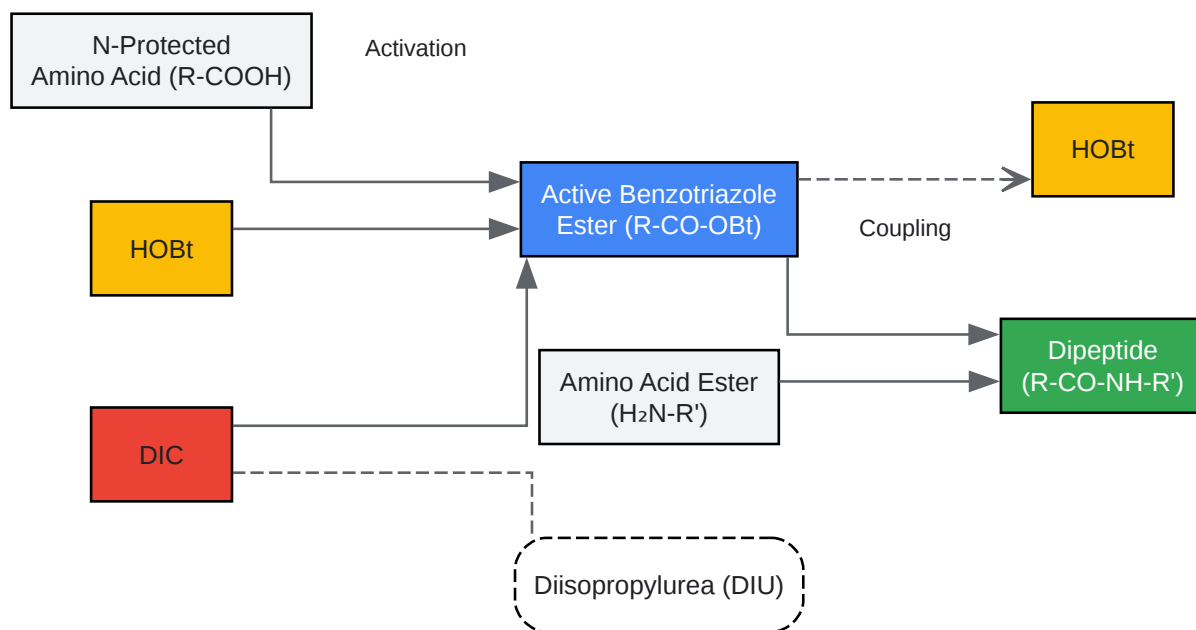 N-Protected
Amino Acid (R-COOH)
Activation
HOBt
HOBt
Active Benzotriazole
Ester (R-CO-OBt)
Coupling
Amino Acid Ester
(H₂N-R')
Dipeptide
(R-CO-NH-R')
DIC
Diisopropylurea (DIU)